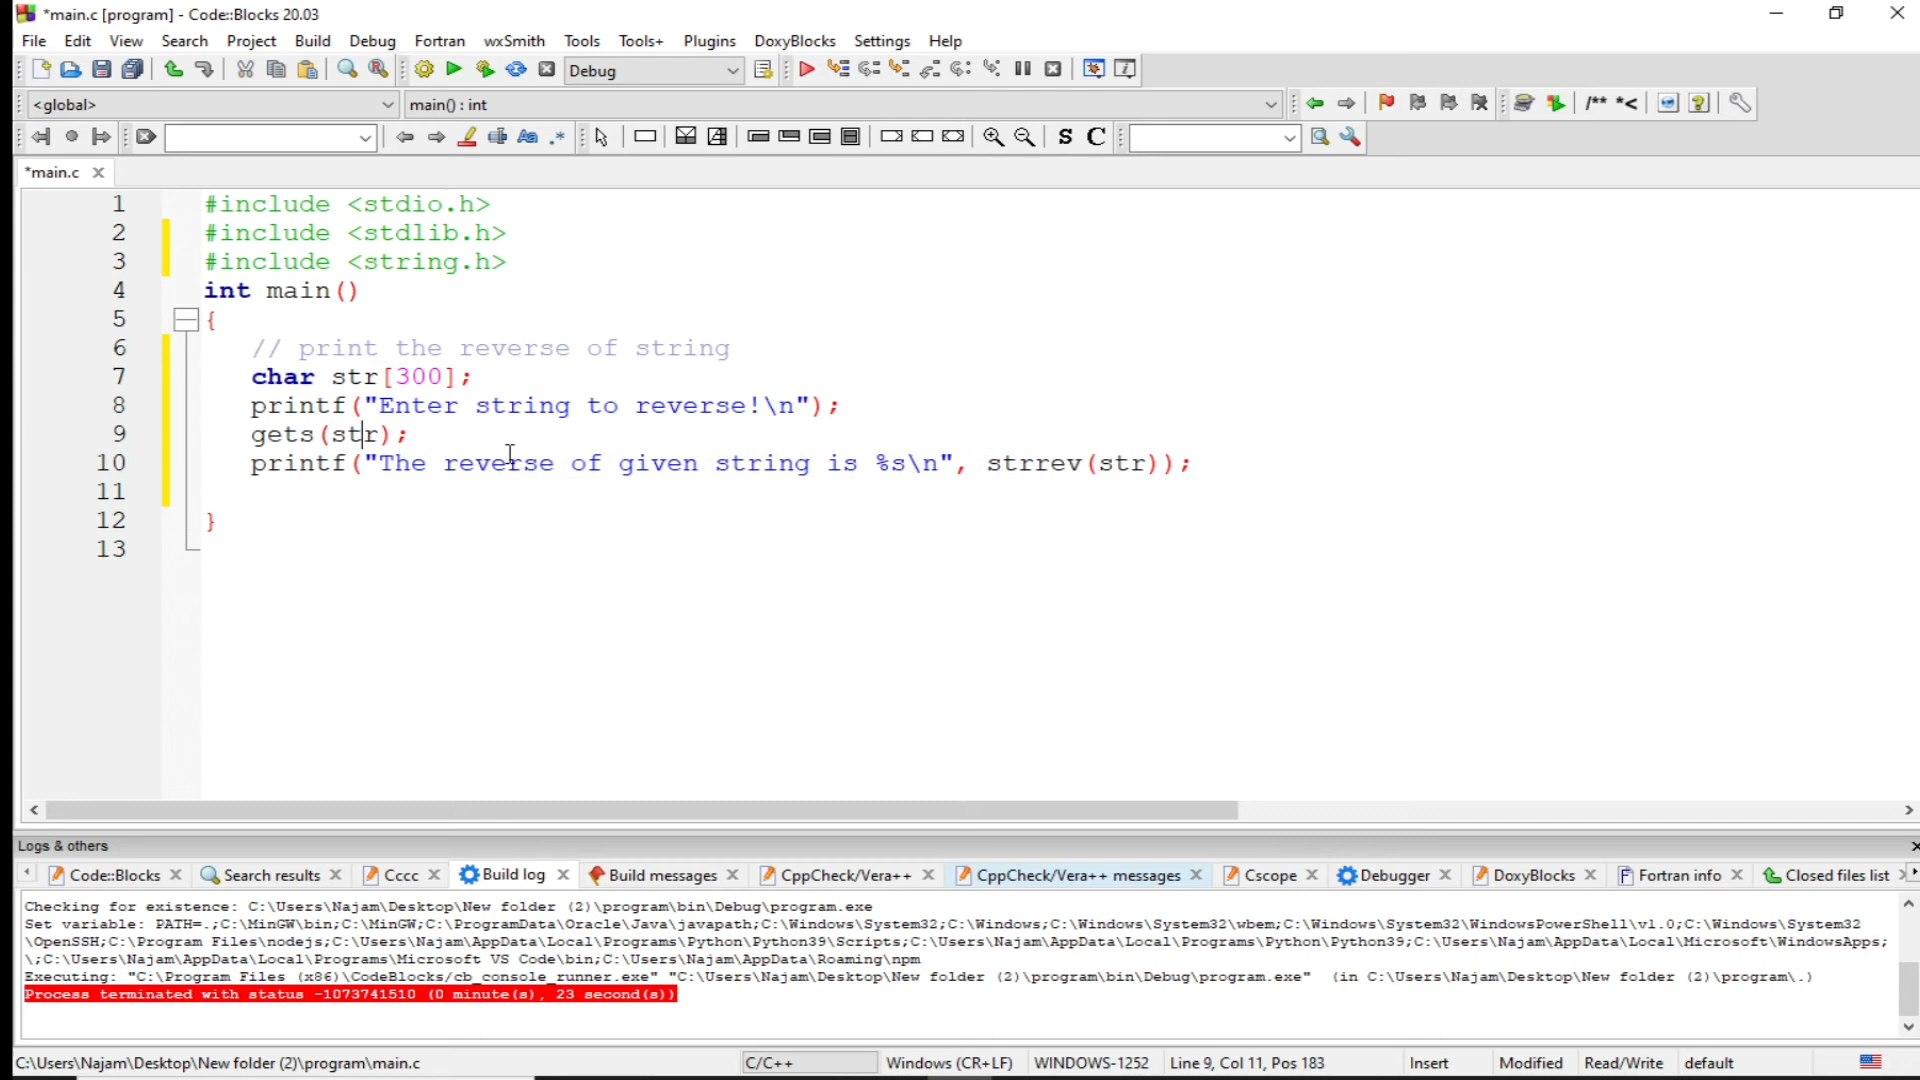 *main.c [program] - Code::Blocks 20.03
File Edit View Search Project Build Debug Fortran wxSmith Tools Tools+ Plugins DoxyBlocks Settings Help
Debug
<global> main() : int /** *<
Aa .* S C
*main.c
1 #include <stdio.h>
2 #include <stdlib.h>
3 #include <string.h>
4 int main()
5 {
6 // print the reverse of string
7 char str[300];
8 printf("Enter string to reverse!\n");
9 gets(str);
10 printf("The reverse of given string is %s\n", strrev(str));
11
12 }
13
Logs & others
Code::Blocks Search results Cccc Build log Build messages CppCheck/Vera++ CppCheck/Vera++ messages Cscope Debugger DoxyBlocks Fortran info Closed files list
Checking for existence: C:\Users\Najam\Desktop\New folder (2)\program\bin\Debug\program.exe
Set variable: PATH=.;C:\MinGW\bin;C:\MinGW;C:\ProgramData\Oracle\Java\javapath;C:\Windows\System32;C:\Windows;C:\Windows\System32\wbem;C:\Windows\System32\WindowsPowerShell\v1.0;C:\Windows\System32
\OpenSSH;C:\Program Files\nodejs;C:\Users\Najam\AppData\Local\Programs\Python\Python39\Scripts;C:\Users\Najam\AppData\Local\Programs\Python\Python39;C:\Users\Najam\AppData\Local\Microsoft\WindowsApps;
\;C:\Users\Najam\AppData\Local\Programs\Microsoft VS Code\bin;C:\Users\Najam\AppData\Roaming\npm
Executing: "C:\Program Files (x86)\CodeBlocks/cb_console_runner.exe" "C:\Users\Najam\Desktop\New folder (2)\program\bin\Debug\program.exe" (in C:\Users\Najam\Desktop\New folder (2)\program\.)
Process terminated with status -1073741510 (0 minute(s), 23 second(s))
C:\Users\Najam\Desktop\New folder (2)\program\main.c C/C++ Windows (CR+LF) WINDOWS-1252 Line 9, Col 11, Pos 183 Insert Modified Read/Write default